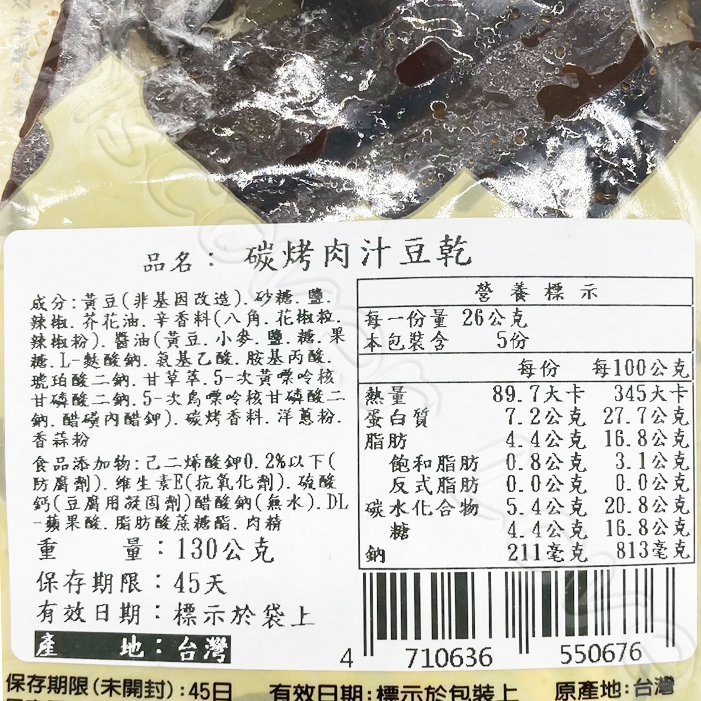 品名：碳烤肉汁豆乾
成分:黃豆(非基因改造).砂糖.鹽.
辣椒.芥花油.辛香料(八角.花椒粒.
辣椒粉).醬油(黃豆.小麥.鹽.糖.果
糖.L-麩酸鈉.氨基乙酸.胺基丙酸.
琥珀酸二鈉.甘草萃.5-次黃嘌呤核
甘磷酸二鈉.5-次鳥嘌呤核甘磷酸二
鈉.醋磺內酯鉀).碳烤香料.洋蔥粉.
香蒜粉
食品添加物:己二烯酸鉀0.2%以下(
防腐劑).維生素E(抗氧化劑).硫酸
鈣(豆腐用凝固劑)醋酸鈉(無水).DL
-蘋果酸.脂肪酸蔗糖酯.肉精
重 量：130公克
保存期限：45天
有效日期：標示於袋上
產 地：台灣
營養標示
每一份量 26公克
本包裝含 5份
每份 每100公克
熱量 89.7大卡 345大卡
蛋白質 7.2公克 27.7公克
脂肪 4.4公克 16.8公克
飽和脂肪 0.8公克 3.1公克
反式脂肪 0.0公克 0.0公克
碳水化合物 5.4公克 20.8公克
糖 4.4公克 16.8公克
鈉 211毫克 813毫克
4 710636 550676
保存期限(未開封):45日 有效日期:標示於包裝上 原產地:台灣